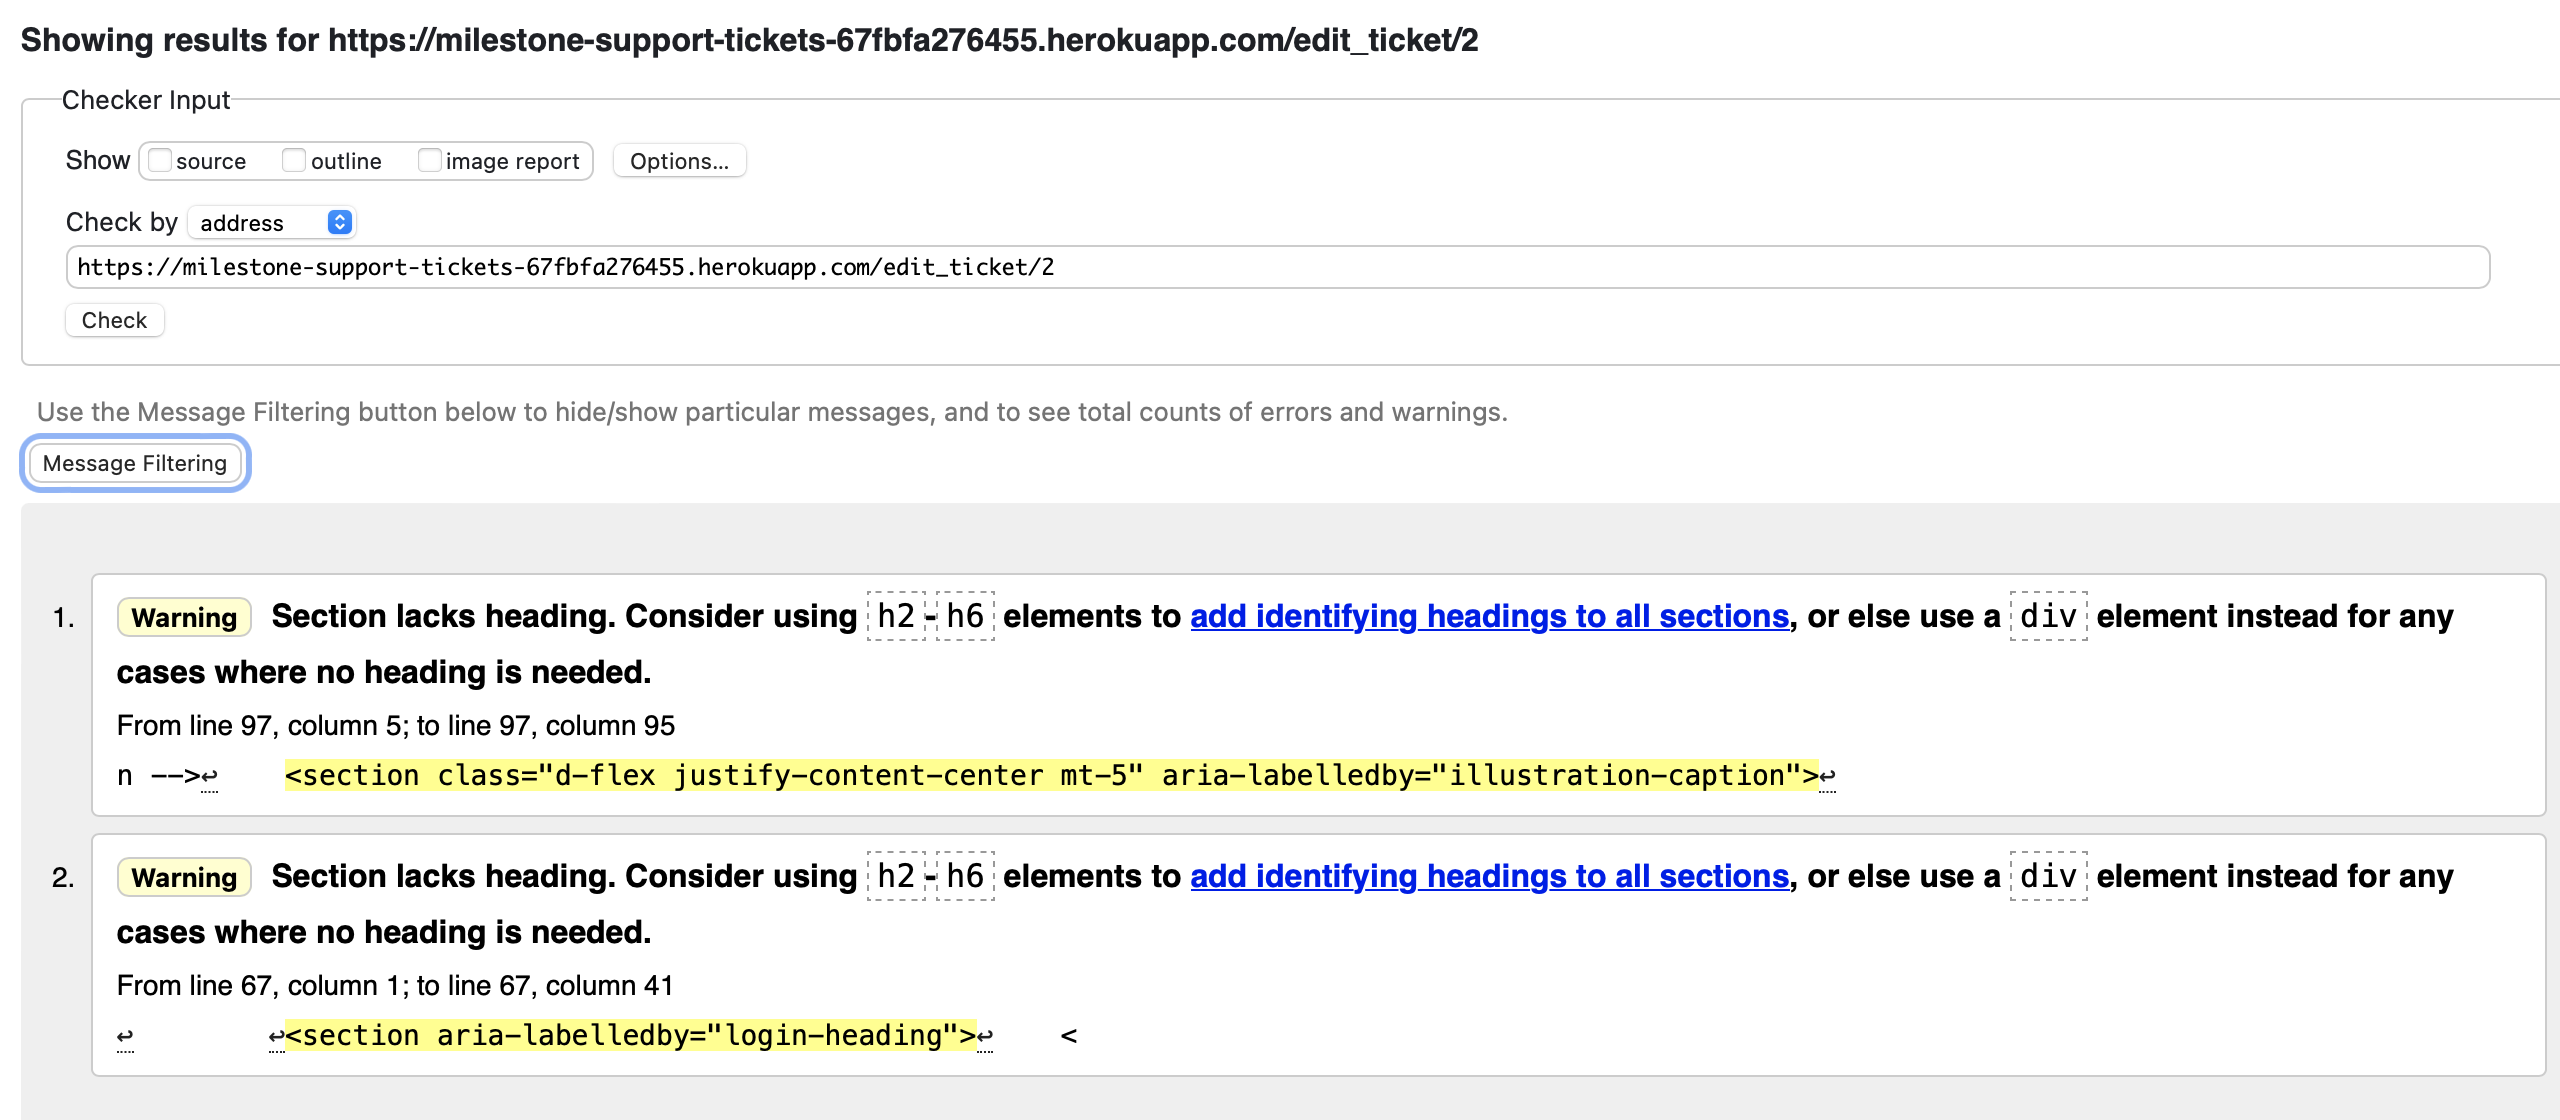 Showing results for https://milestone-support-tickets-67fbfa276455.herokuapp.com/edit_ticket/2
Checker Input
Show source outline image report Options...
Check by address
https://milestone-support-tickets-67fbfa276455.herokuapp.com/edit_ticket/2
Check
Use the Message Filtering button below to hide/show particular messages, and to see total counts of errors and warnings.
Message Filtering
1. Warning Section lacks heading. Consider using h2-h6 elements to add identifying headings to all sections, or else use a div element instead for any
cases where no heading is needed.
From line 97, column 5; to line 97, column 95
n -->↩ <section class="d-flex justify-content-center mt-5" aria-labelledby="illustration-caption">↩
2. Warning Section lacks heading. Consider using h2-h6 elements to add identifying headings to all sections, or else use a div element instead for any
cases where no heading is needed.
From line 67, column 1; to line 67, column 41
↩ ↩<section aria-labelledby="login-heading">↩ <